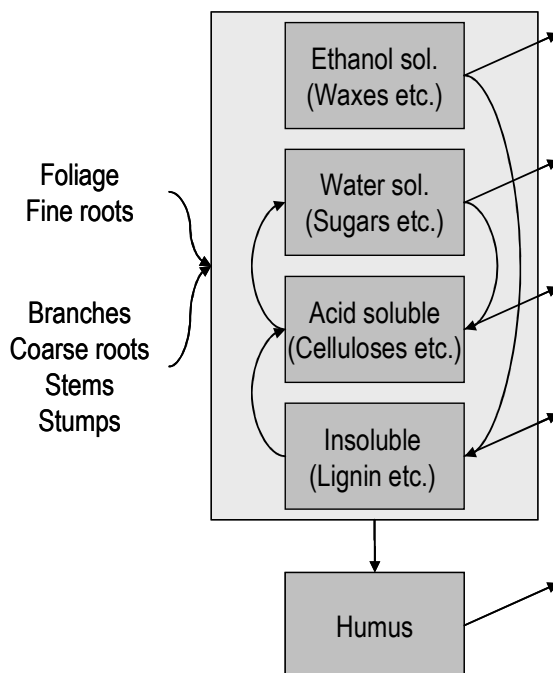 Ethanol sol.
(Waxes etc.)
Foliage
Fine roots
Water sol.
(Sugars etc.)
Branches
Coarse roots
Stems
Stumps
Acid soluble
(Celluloses etc.)
Insoluble
(Lignin etc.)
Humus